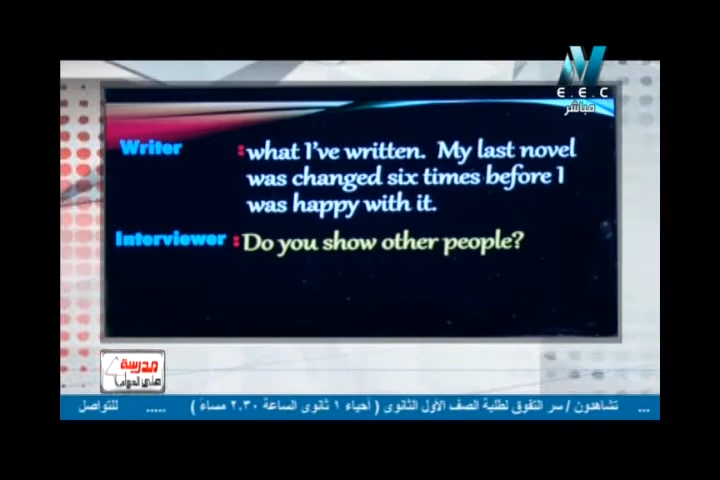 E.E.C
مباشر
Writer : what I've written. My last novel
was changed six times before I
was happy with it.
Interviewer : Do you show other people?
مدرسة
على الهواء
... تشاهدون / سر التفوق لطلبة الصف الأول الثانوى ( أحياء ١ ثانوى الساعة ٢,٣٠ مساءً ) ..... للتواصل